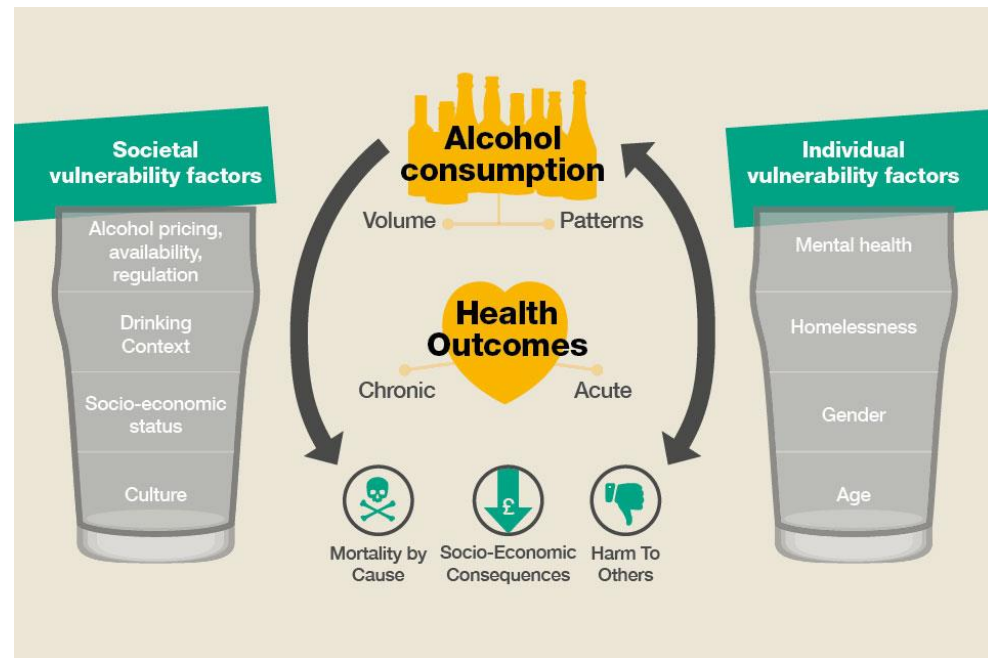 Societal
vulnerability factors
Alcohol pricing,
availability,
regulation
Drinking
Context
Socio-economic
status
Culture
Alcohol
consumption
Volume
Patterns
Health
Outcomes
Chronic
Acute
£
Mortality by
Cause
Socio-Economic
Consequences
Harm To
Others
Individual
vulnerability factors
Mental health
Homelessness
Gender
Age